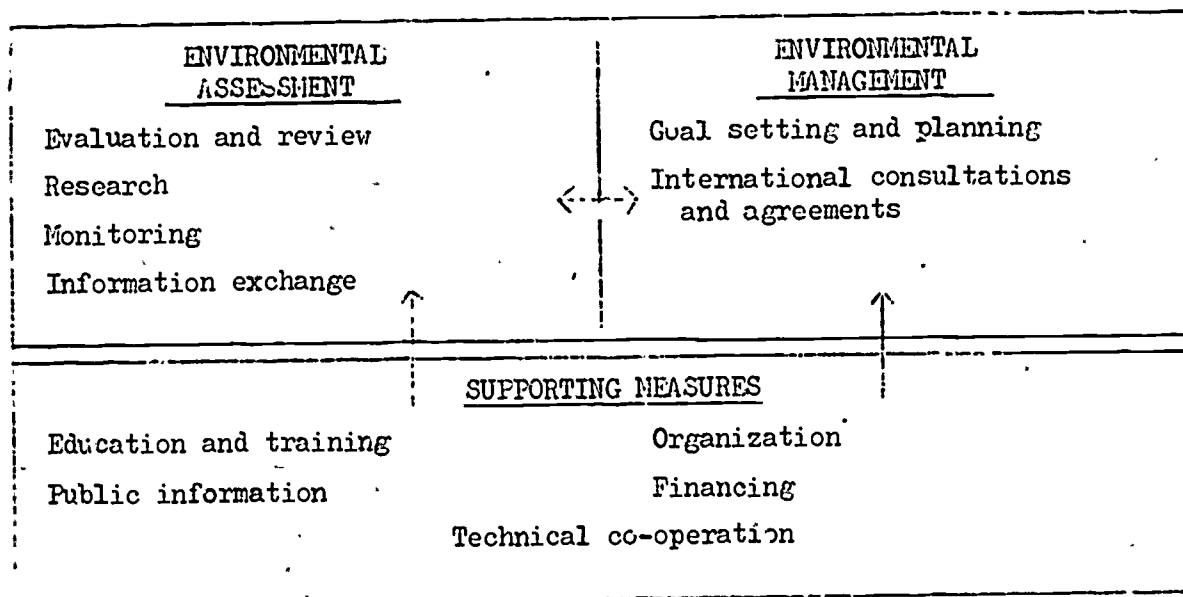 ENVIRONMENTAL
ASSESSMENT
Evaluation and review
Research
Monitoring
Information exchange
ENVIRONMENTAL
MANAGEMENT
Goal setting and planning
International consultations
and agreements
SUPPORTING MEASURES
Education and training
Public information
Organization
Financing
Technical co-operation